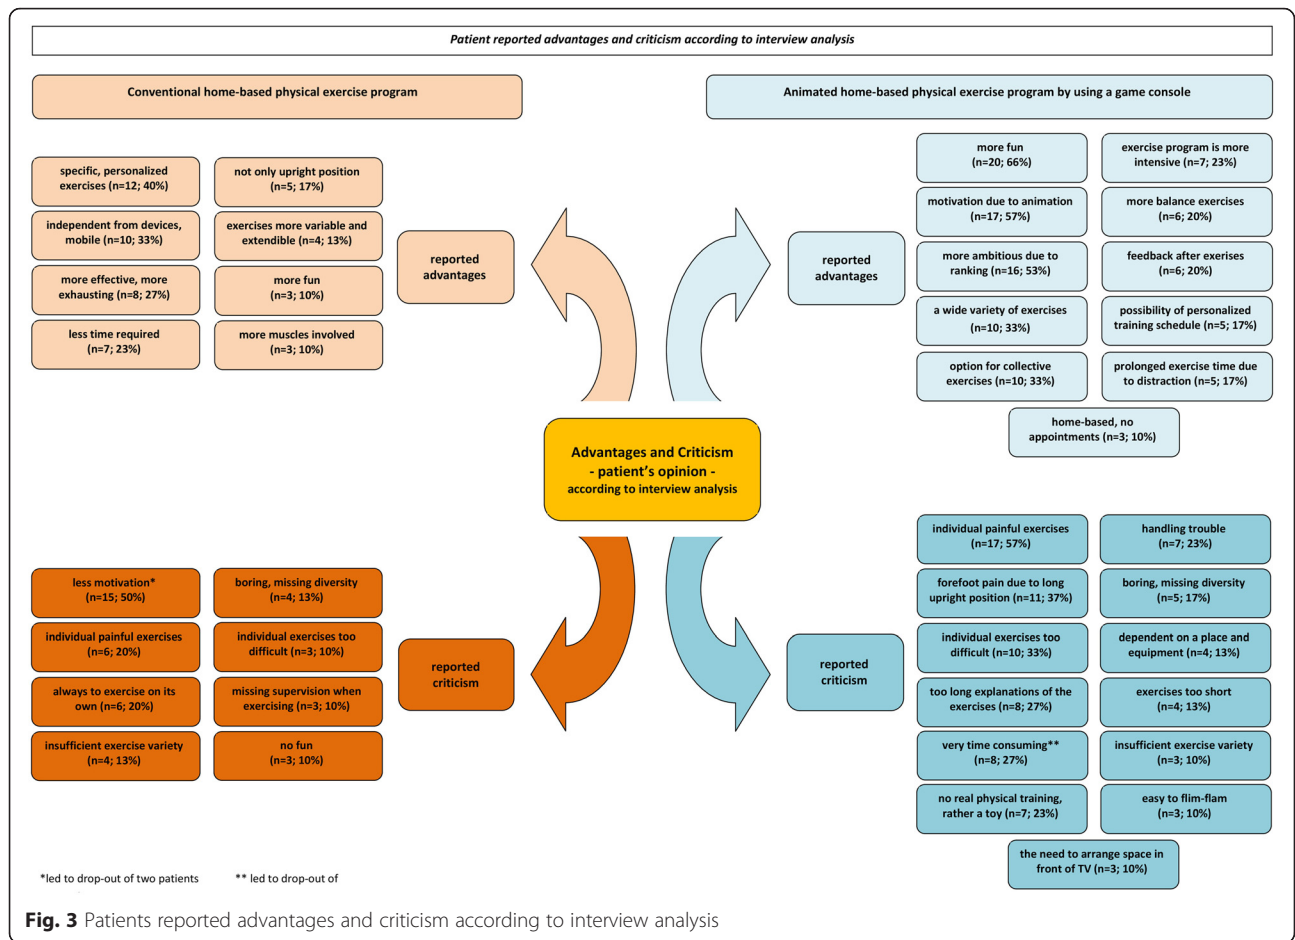 Patient reported advantages and criticism according to interview analysis
Conventional home-based physical exercise program
specific, personalized
exercises (n=12; 40%)
not only upright position
(n=5; 17%)
independent from devices,
mobile (n=10; 33%)
exercises more variable and
extendible (n=4; 13%)
more effective, more
exhausting (n=8; 27%)
more fun
(n=3; 10%)
less time required
(n=7; 23%)
more muscles involved
(n=3; 10%)
reported
advantages
Animated home-based physical exercise program by using a game console
reported
advantages
more fun
(n=20; 66%)
exercise program is more
intensive (n=7; 23%)
motivation due to animation
(n=17; 57%)
more balance exercises
(n=6; 20%)
more ambitious due to
ranking (n=16; 53%)
feedback after exerises
(n=6; 20%)
a wide variety of exercises
(n=10; 33%)
possibility of personalized
training schedule (n=5; 17%)
option for collective
exercises (n=10; 33%)
prolonged exercise time due
to distraction (n=5; 17%)
home-based, no
appointments (n=3; 10%)
Advantages and Criticism
- patient's opinion -
according to interview analysis
less motivation*
(n=15; 50%)
boring, missing diversity
(n=4; 13%)
individual painful exercises
(n=6; 20%)
individual exercises too
difficult (n=3; 10%)
always to exercise on its
own (n=6; 20%)
missing supervision when
exercising (n=3; 10%)
insufficient exercise variety
(n=4; 13%)
no fun
(n=3; 10%)
reported
criticism
reported
criticism
individual painful exercises
(n=17; 57%)
handling trouble
(n=7; 23%)
forefoot pain due to long
upright position (n=11; 37%)
boring, missing diversity
(n=5; 17%)
individual exercises too
difficult (n=10; 33%)
dependent on a place and
equipment (n=4; 13%)
too long explanations of the
exercises (n=8; 27%)
exercises too short
(n=4; 13%)
very time consuming**
(n=8; 27%)
insufficient exercise variety
(n=3; 10%)
no real physical training,
rather a toy (n=7; 23%)
easy to flim-flam
(n=3; 10%)
the need to arrange space in
front of TV (n=3; 10%)
*led to drop-out of two patients
** led to drop-out of
Fig. 3 Patients reported advantages and criticism according to interview analysis